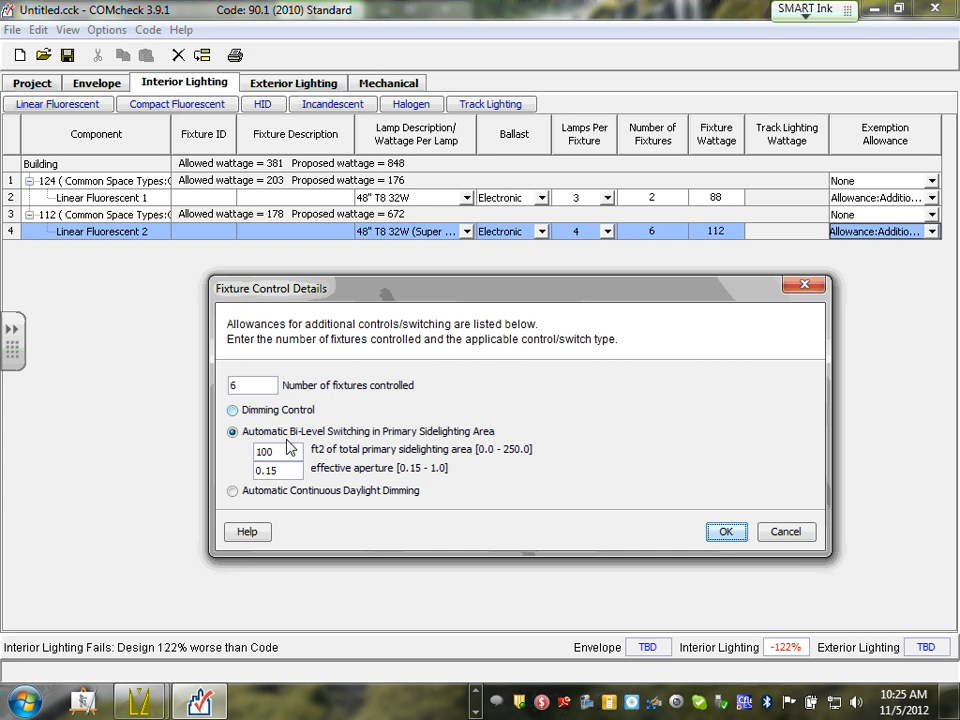 Untitled.cck - COMcheck 3.9.1 Code: 90.1 (2010) Standard
SMART Ink
File Edit View Options Code Help
Project Envelope Interior Lighting Exterior Lighting Mechanical
Linear Fluorescent Compact Fluorescent HID Incandescent Halogen Track Lighting
Component Fixture ID Fixture Description Lamp Description/ Wattage Per Lamp Ballast Lamps Per Fixture Number of Fixtures Fixture Wattage Track Lighting Wattage Exemption Allowance
Building Allowed wattage = 381 Proposed wattage = 848
1 124 ( Common Space Types:( Allowed wattage = 203 Proposed wattage = 176 None
2 Linear Fluorescent 1 48" T8 32W Electronic 3 2 88 Allowance:Additio...
3 112 ( Common Space Types:( Allowed wattage = 178 Proposed wattage = 672 None
4 Linear Fluorescent 2 48" T8 32W (Super ... Electronic 4 6 112 Allowance:Additio...
Fixture Control Details
Allowances for additional controls/switching are listed below.
Enter the number of fixtures controlled and the applicable control/switch type.
6 Number of fixtures controlled
Dimming Control
Automatic Bi-Level Switching in Primary Sidelighting Area
100 ft2 of total primary sidelighting area [0.0 - 250.0]
0.15 effective aperture [0.15 - 1.0]
Automatic Continuous Daylight Dimming
Help OK Cancel
Interior Lighting Fails: Design 122% worse than Code Envelope TBD Interior Lighting -122% Exterior Lighting TBD
10:25 AM
11/5/2012